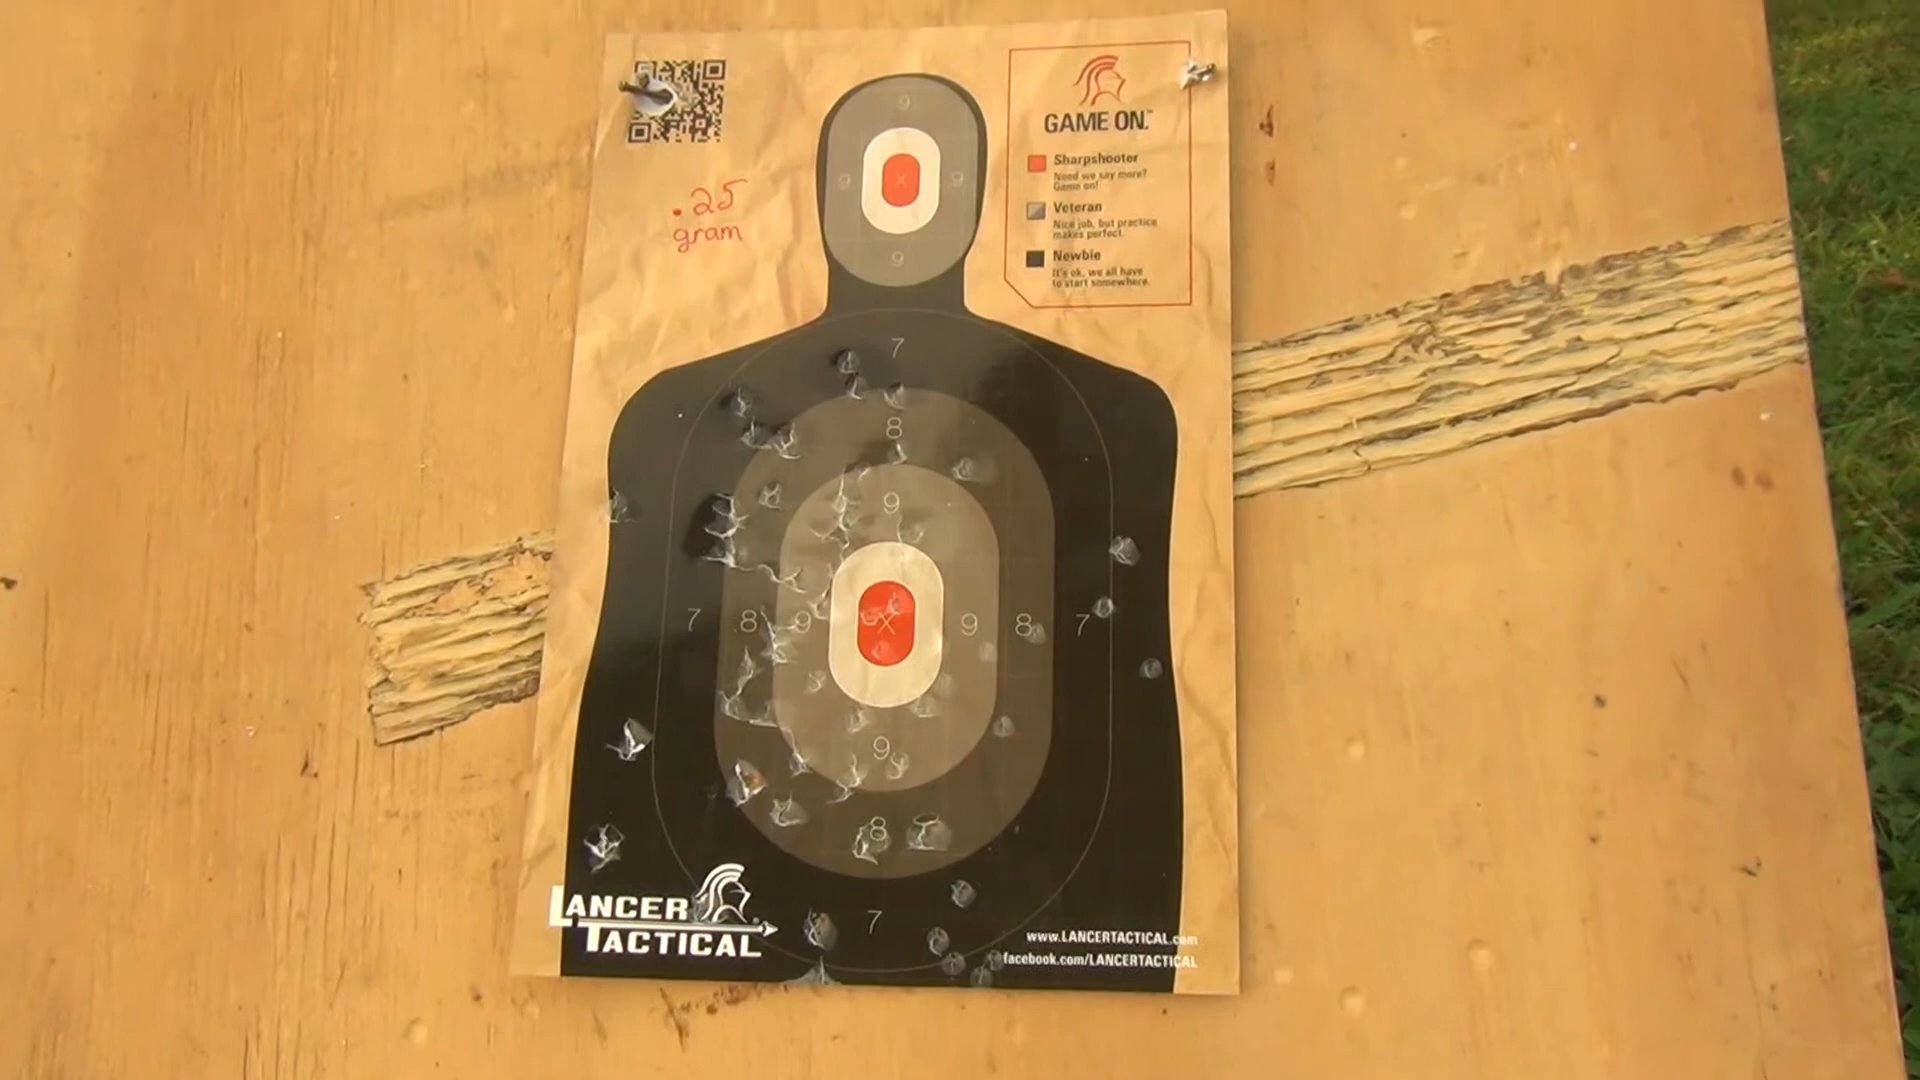 .25
gram
GAME ON.™
Sharpshooter
Need we say more?
Game on!
Veteran
Nice job, but practice
makes perfect.
Newbie
It's ok, we all have
to start somewhere.
9
9 X 9
9
7
8
9
7 8 9 X 9 8 7
9
8
7
LANCER
TACTICAL
www.LANCERTACTICAL.com
facebook.com/LANCERTACTICAL